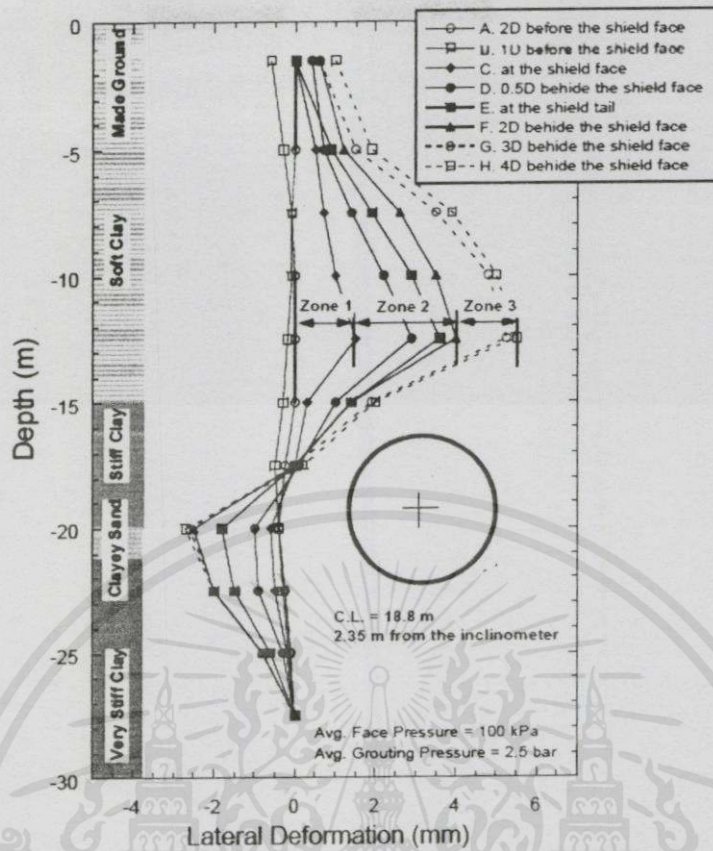 A. 2D before the shield face
B. 1D before the shield face
C. at the shield face
D. 0.5D behide the shield face
E. at the shield tail
F. 2D behide the shield face
G. 3D behide the shield face
H. 4D behide the shield face
0
-5
-10
-15
-20
-25
-30
Depth (m)
Made Ground
Soft Clay
Stiff Clay
Clayey Sand
Very Stiff Clay
Zone 1
Zone 2
Zone 3
C.L. = 18.8 m
2.35 m from the inclinometer
Avg. Face Pressure = 100 kPa
Avg. Grouting Pressure = 2.5 bar
-4
-2
0
2
4
6
Lateral Deformation (mm)